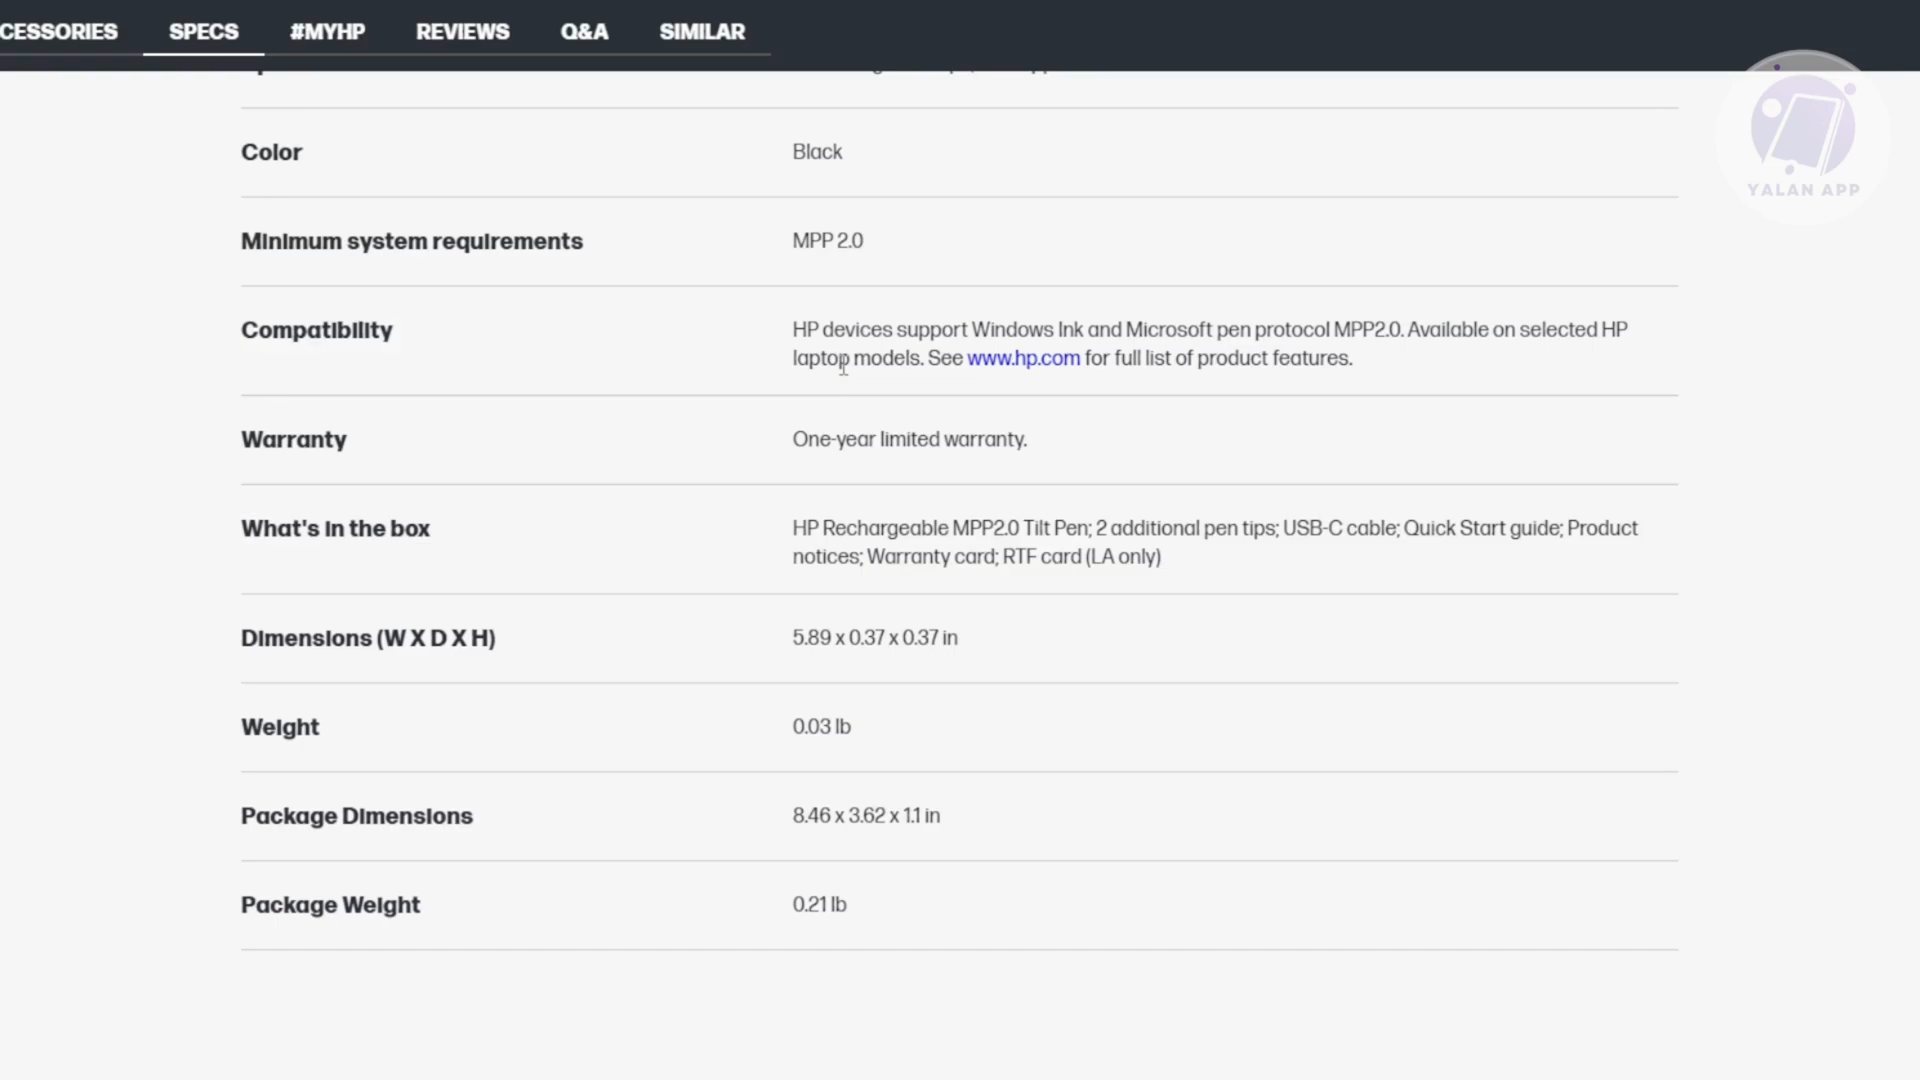 CESSORIES SPECS #MYHP REVIEWS Q&A SIMILAR
YALAN APP
Color Black
Minimum system requirements MPP 2.0
Compatibility HP devices support Windows Ink and Microsoft pen protocol MPP2.0. Available on selected HP
laptop models. See www.hp.com for full list of product features.
Warranty One-year limited warranty.
What's in the box HP Rechargeable MPP2.0 Tilt Pen; 2 additional pen tips; USB-C cable; Quick Start guide; Product
notices; Warranty card; RTF card (LA only)
Dimensions (W X D X H) 5.89 x 0.37 x 0.37 in
Weight 0.03 lb
Package Dimensions 8.46 x 3.62 x 1.1 in
Package Weight 0.21 lb